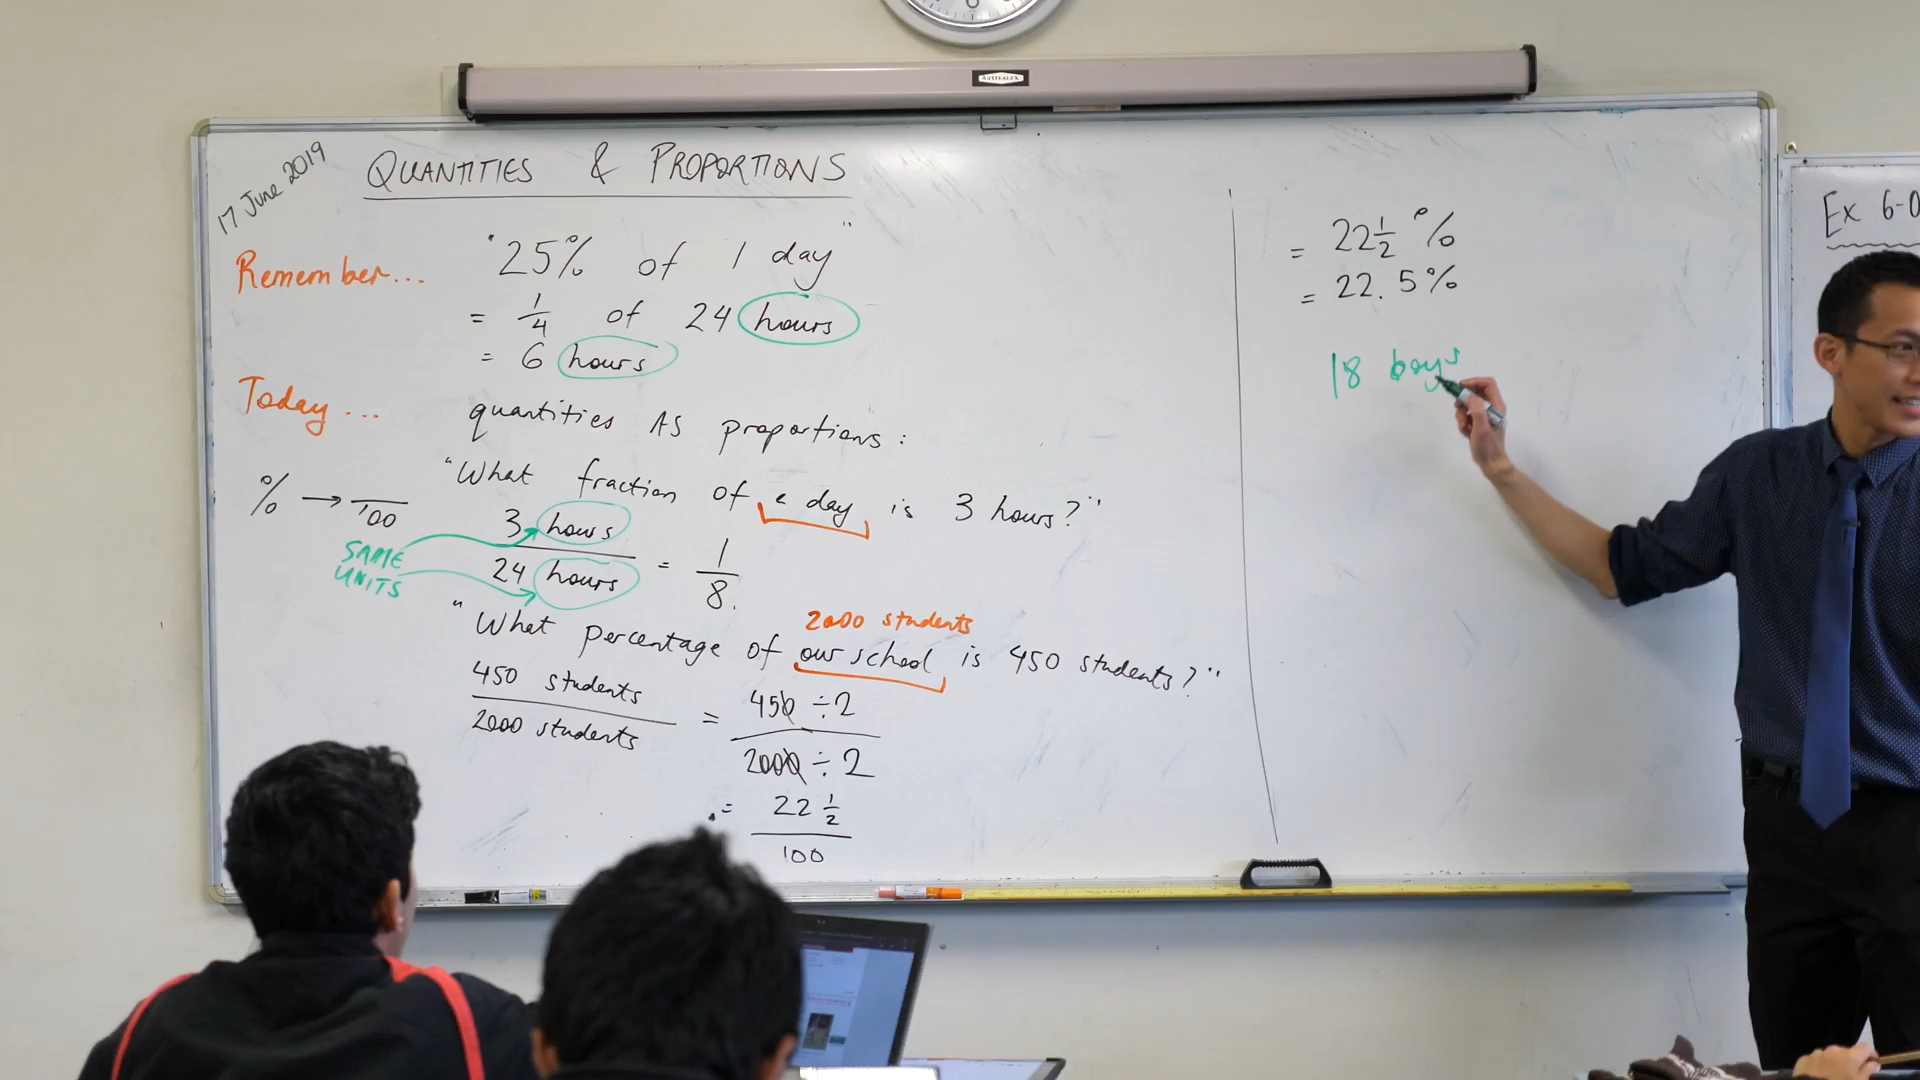 AUSTRALUX
17 June 2019
QUANTITIES & PROPORTIONS
Remember...
"25% of 1 day"
= 1/4 of 24 hours
= 6 hours
Today...
quantities AS proportions:
% → /100
"What fraction of a day is 3 hours?"
SAME UNITS
3 hours / 24 hours = 1/8.
2000 students
"What percentage of our school is 450 students?"
450 students / 2000 students = 450 ÷ 2 / 2000 ÷ 2
= 22 1/2 / 100
= 22 1/2 %
= 22.5%
18 boys
Ex 6-0